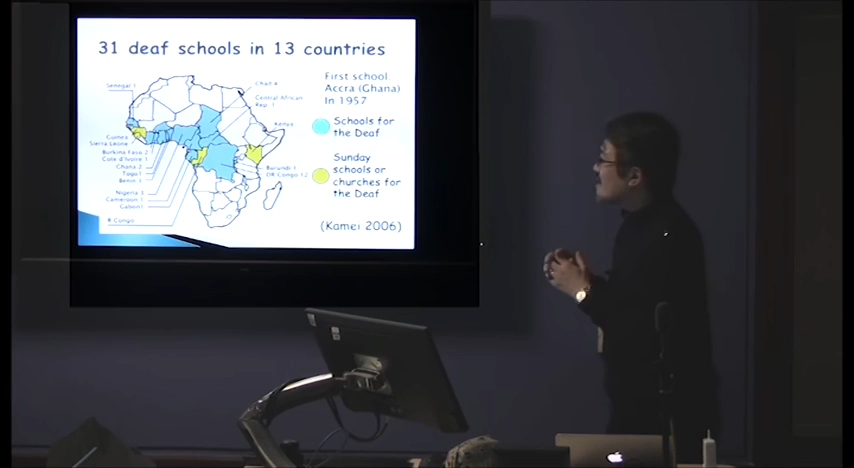 31 deaf schools in 13 countries
Senegal 1
Guinea
Sierra Leone
Burkina Faso 2
Cote d'Ivoire 1
Ghana 2
Togo 1
Benin 3
Nigeria 3
Cameroon 1
Gabon 1
R Congo
Chad 4
Central African
Rep. 1
Kenya
Burundi 1
DR Congo 12
First school
Accra (Ghana)
In 1957
Schools for
the Deaf
Sunday
schools or
churches for
the Deaf
(Kamei 2006)